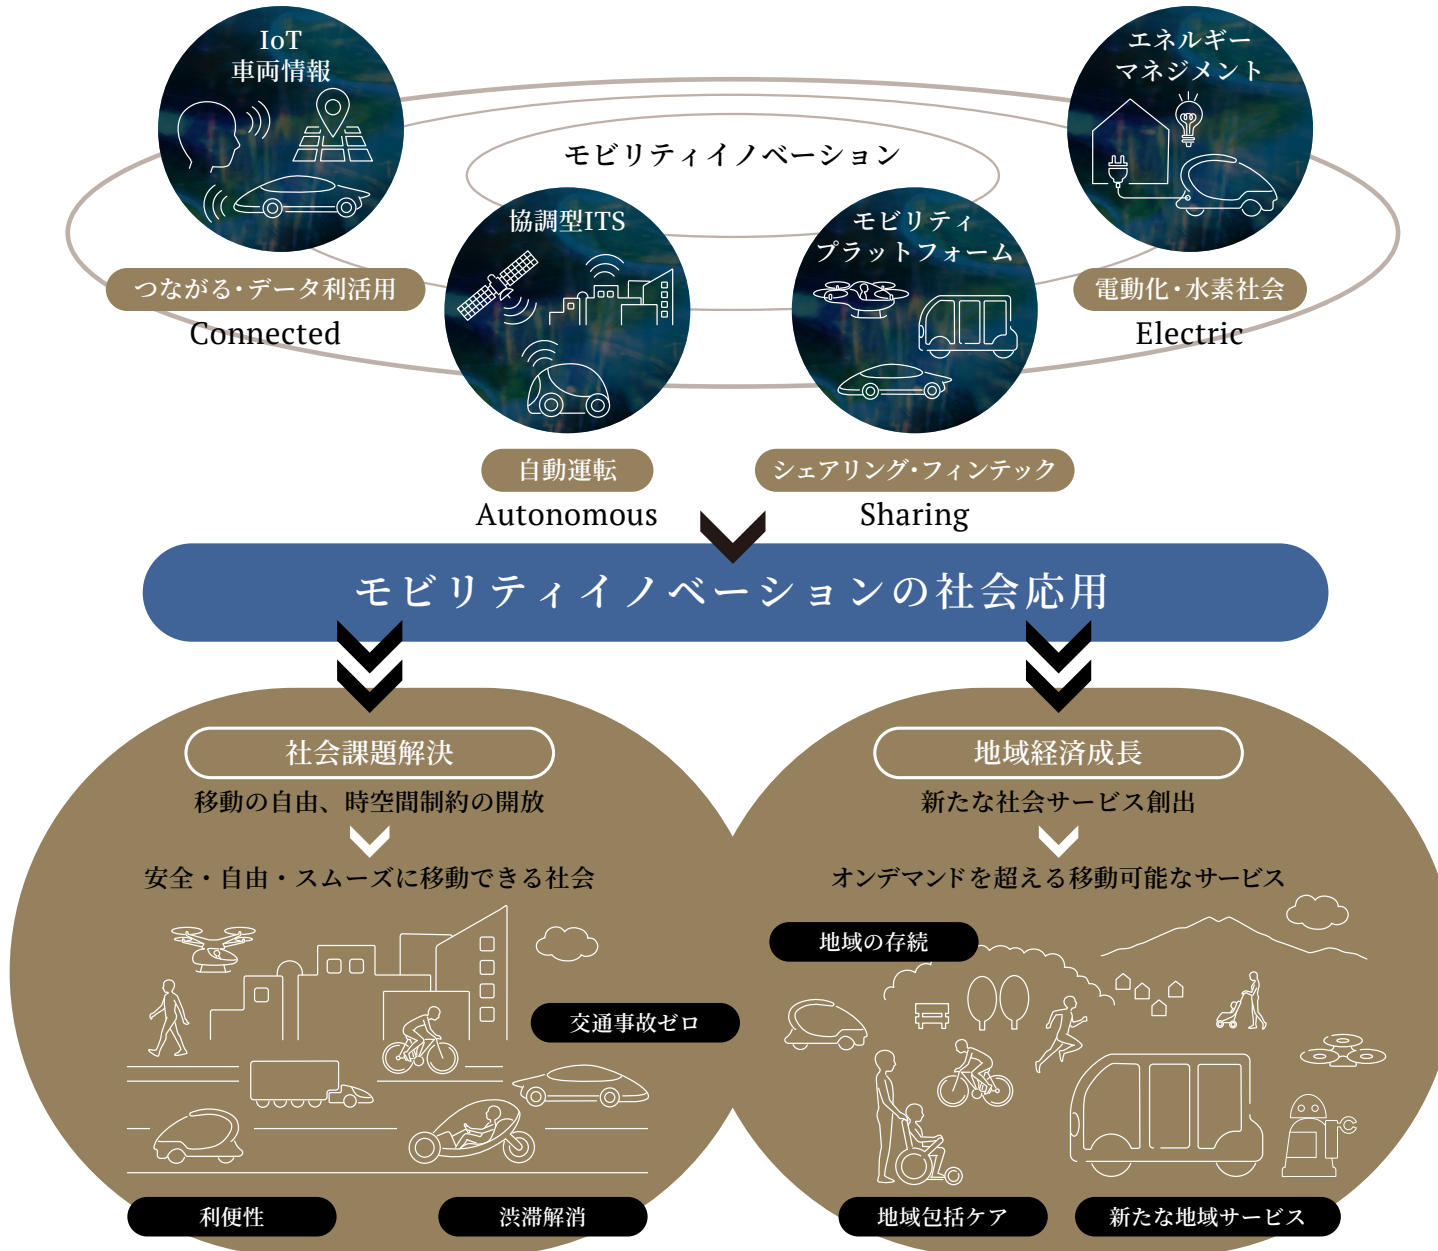 IoT
車両情報
エネルギー
マネジメント
モビリティイノベーション
協調型ITS
モビリティ
プラットフォーム
つながる・データ利活用
Connected
電動化・水素社会
Electric
自動運転
Autonomous
シェアリング・フィンテック
Sharing
モビリティイノベーションの社会応用
社会課題解決
移動の自由、時空間制約の開放
安全・自由・スムーズに移動できる社会
交通事故ゼロ
利便性
渋滞解消
地域経済成長
新たな社会サービス創出
オンデマンドを超える移動可能なサービス
地域の存続
地域包括ケア
新たな地域サービス